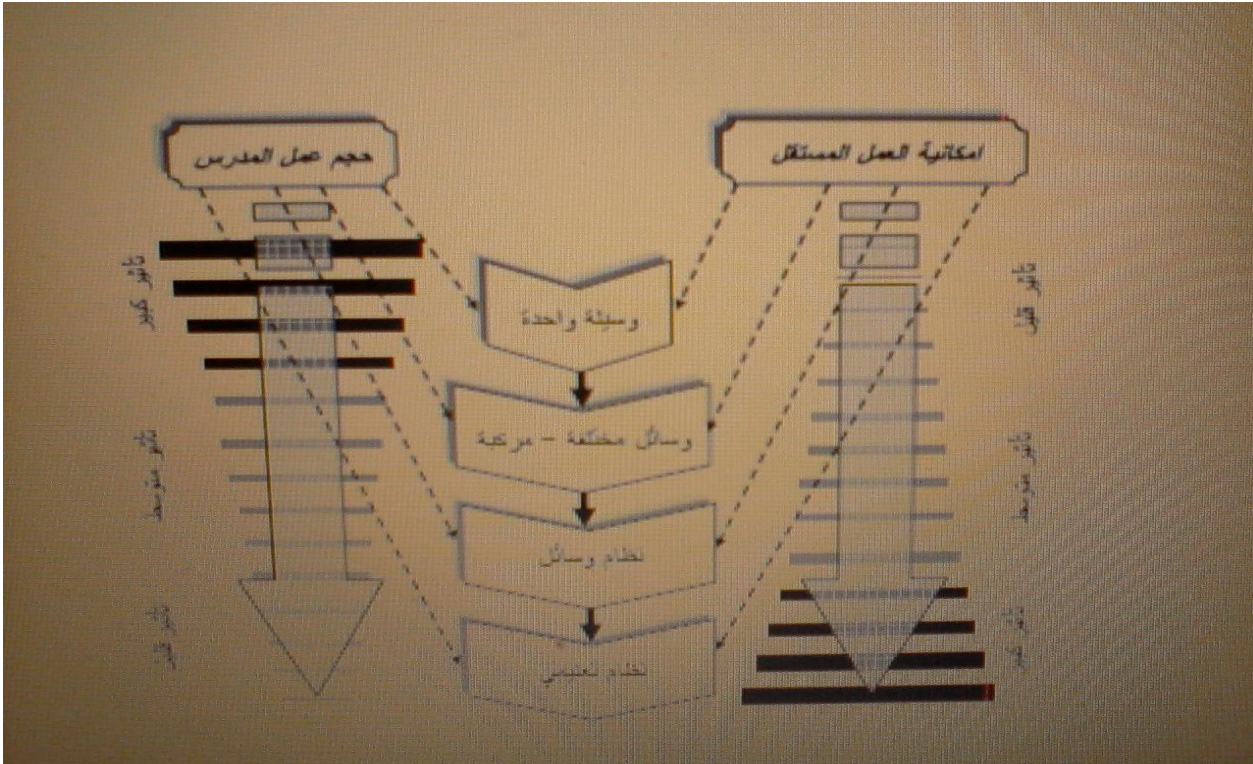 امكانية العمل المستقل
حجم عمل المدرس
تأثير قليل
تأثير كبير
وسيلة واحدة
تأثير متوسط
تأثير متوسط
وسائل مختلفة - مركبة
نظام وسائل
تأثير كبير
تأثير قليل
نظام تعليمي